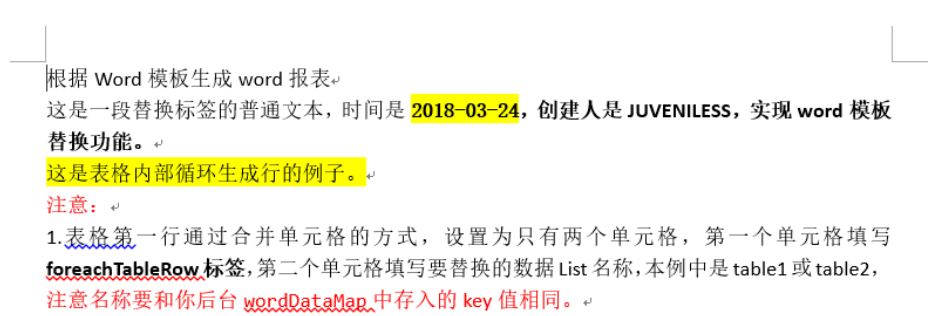 根据 Word 模板生成 word 报表
这是一段替换标签的普通文本，时间是 2018-03-24，创建人是 JUVENILESS，实现 word 模板
替换功能。
这是表格内部循环生成行的例子。
注意：
1.表格第一行通过合并单元格的方式，设置为只有两个单元格，第一个单元格填写
foreachTableRow 标签，第二个单元格填写要替换的数据 List 名称，本例中是 table1 或 table2，
注意名称要和你后台 wordDataMap 中存入的 key 值相同。